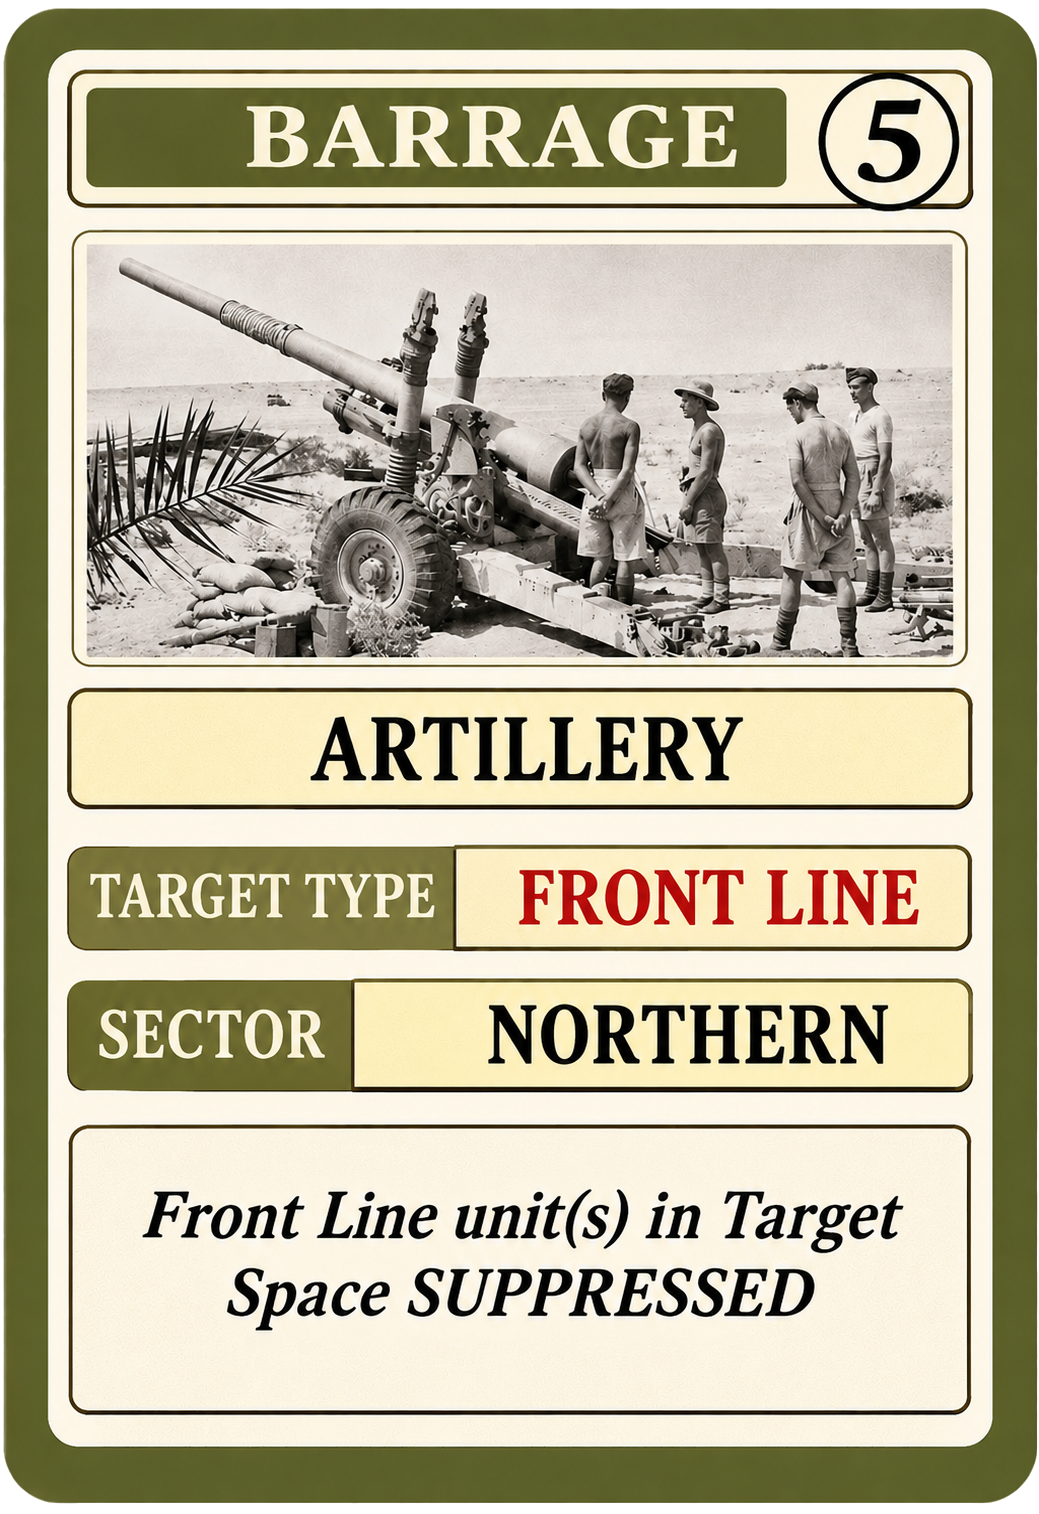 BARRAGE 5
ARTILLERY
TARGET TYPE FRONT LINE
SECTOR NORTHERN
Front Line unit(s) in Target
Space SUPPRESSED